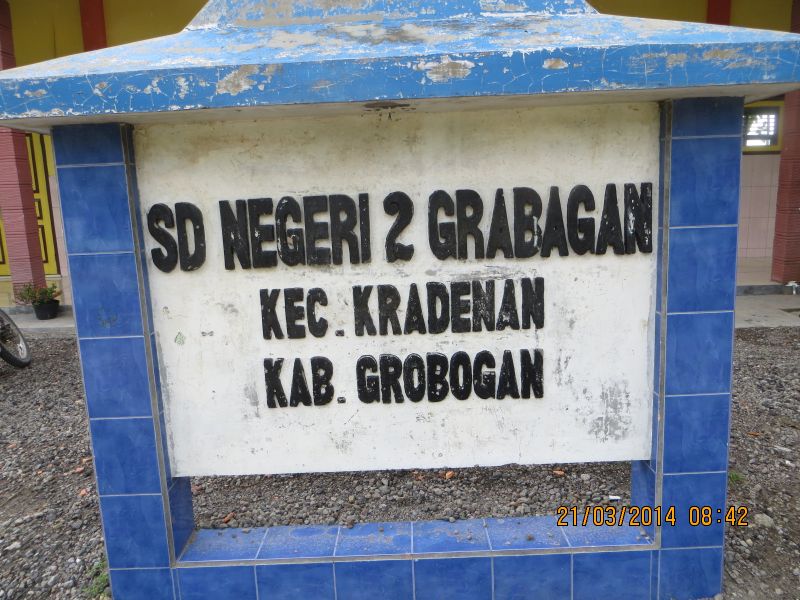 SD NEGERI 2 GRABAGAN
KEC. KRADENAN
KAB. GROBOGAN
21/03/2014 08:42